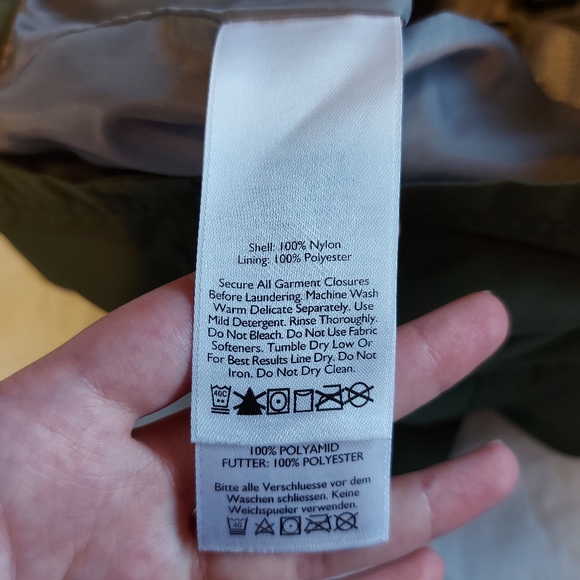 Shell: 100% Nylon
Lining: 100% Polyester
Secure All Garment Closures
Before Laundering. Machine Wash
Warm Delicate Separately. Use
Mild Detergent. Rinse Thoroughly.
Do Not Bleach. Do Not Use Fabric
Softeners. Tumble Dry Low Or
For Best Results Line Dry. Do Not
Iron. Do Not Dry Clean.
40C
100% POLYAMID
FUTTER: 100% POLYESTER
Bitte alle Verschluesse vor dem
Waschen schliessen. Keine
Weichspueler verwenden.
40